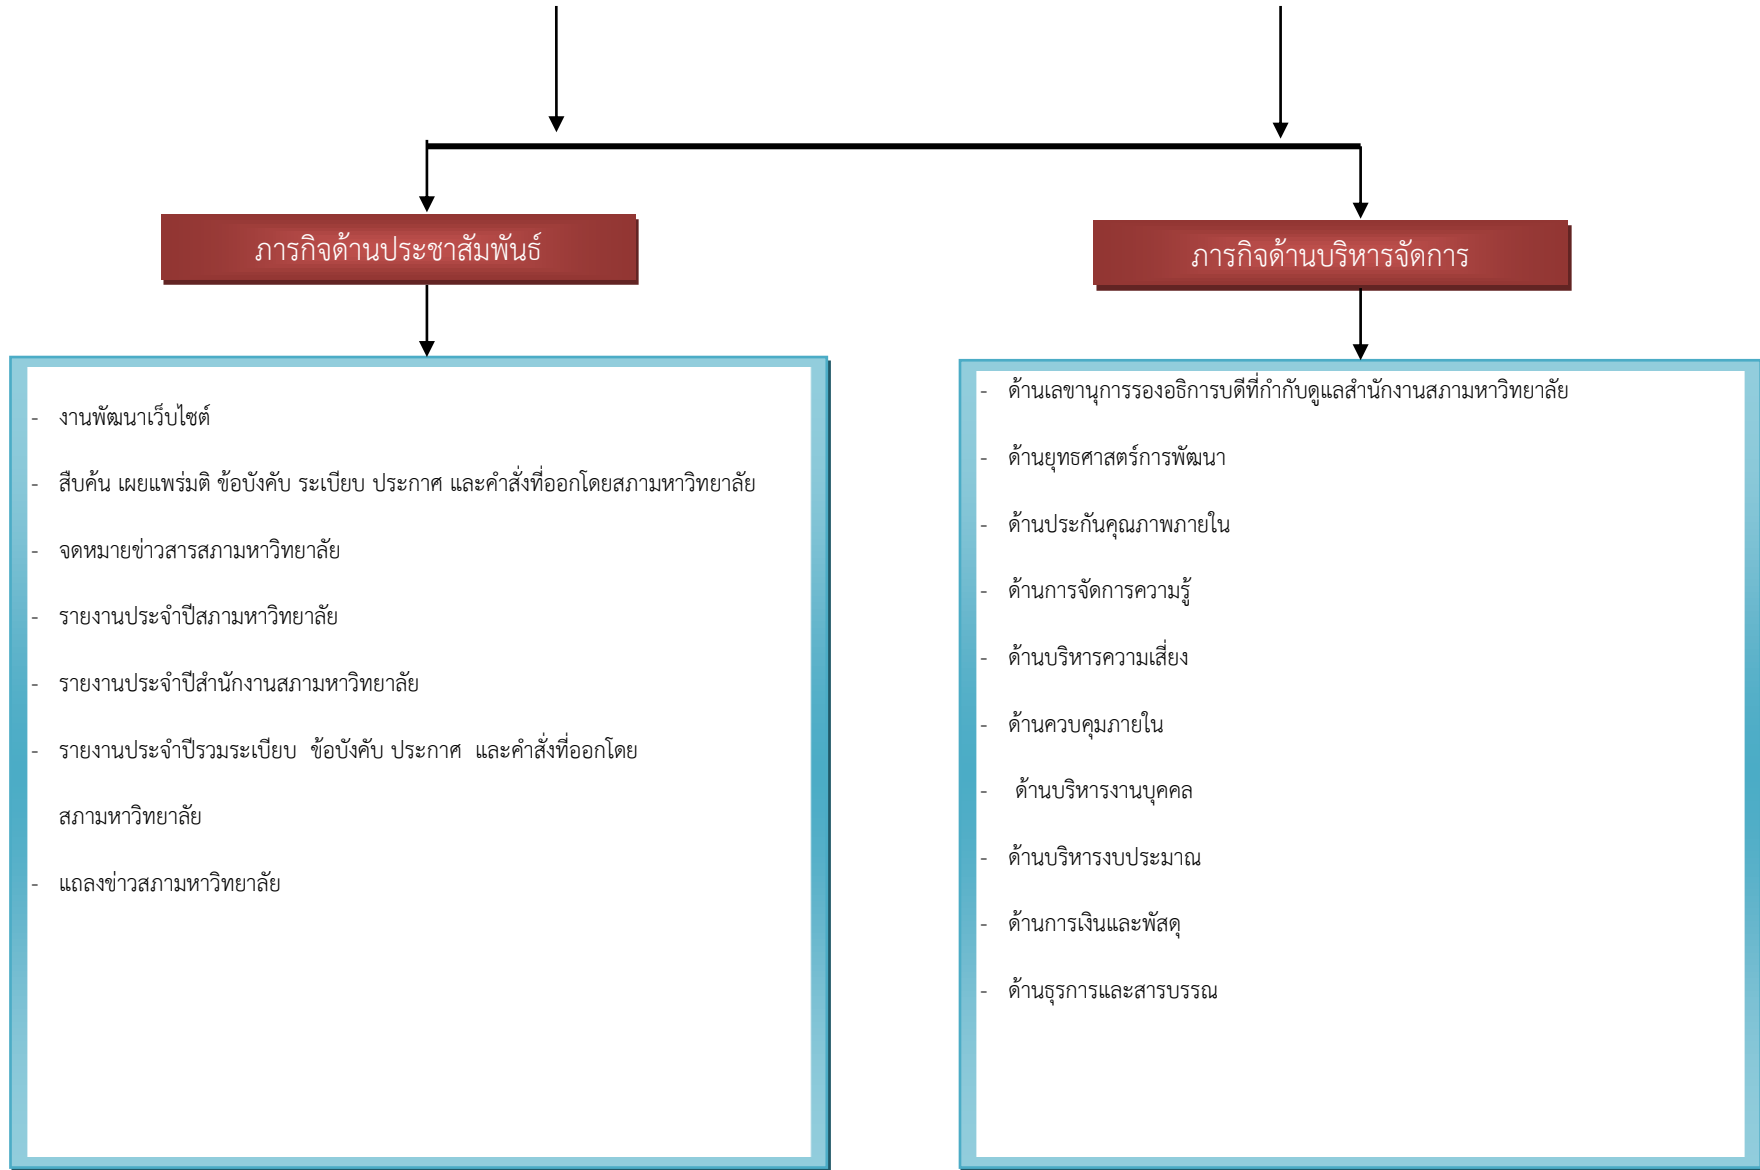 ภารกิจด้านประชาสัมพันธ์
- งานพัฒนาเว็บไซต์
- สืบค้น เผยแพร่มติ ข้อบังคับ ระเบียบ ประกาศ และคำสั่งที่ออกโดยสภามหาวิทยาลัย
- จดหมายข่าวสารสภามหาวิทยาลัย
- รายงานประจำปีสภามหาวิทยาลัย
- รายงานประจำปีสำนักงานสภามหาวิทยาลัย
- รายงานประจำปีรวมระเบียบ ข้อบังคับ ประกาศ และคำสั่งที่ออกโดย
สภามหาวิทยาลัย
- แถลงข่าวสภามหาวิทยาลัย
ภารกิจด้านบริหารจัดการ
- ด้านเลขานุการรองอธิการบดีที่กำกับดูแลสำนักงานสภามหาวิทยาลัย
- ด้านยุทธศาสตร์การพัฒนา
- ด้านประกันคุณภาพภายใน
- ด้านการจัดการความรู้
- ด้านบริหารความเสี่ยง
- ด้านควบคุมภายใน
- ด้านบริหารงานบุคคล
- ด้านบริหารงบประมาณ
- ด้านการเงินและพัสดุ
- ด้านธุรการและสารบรรณ